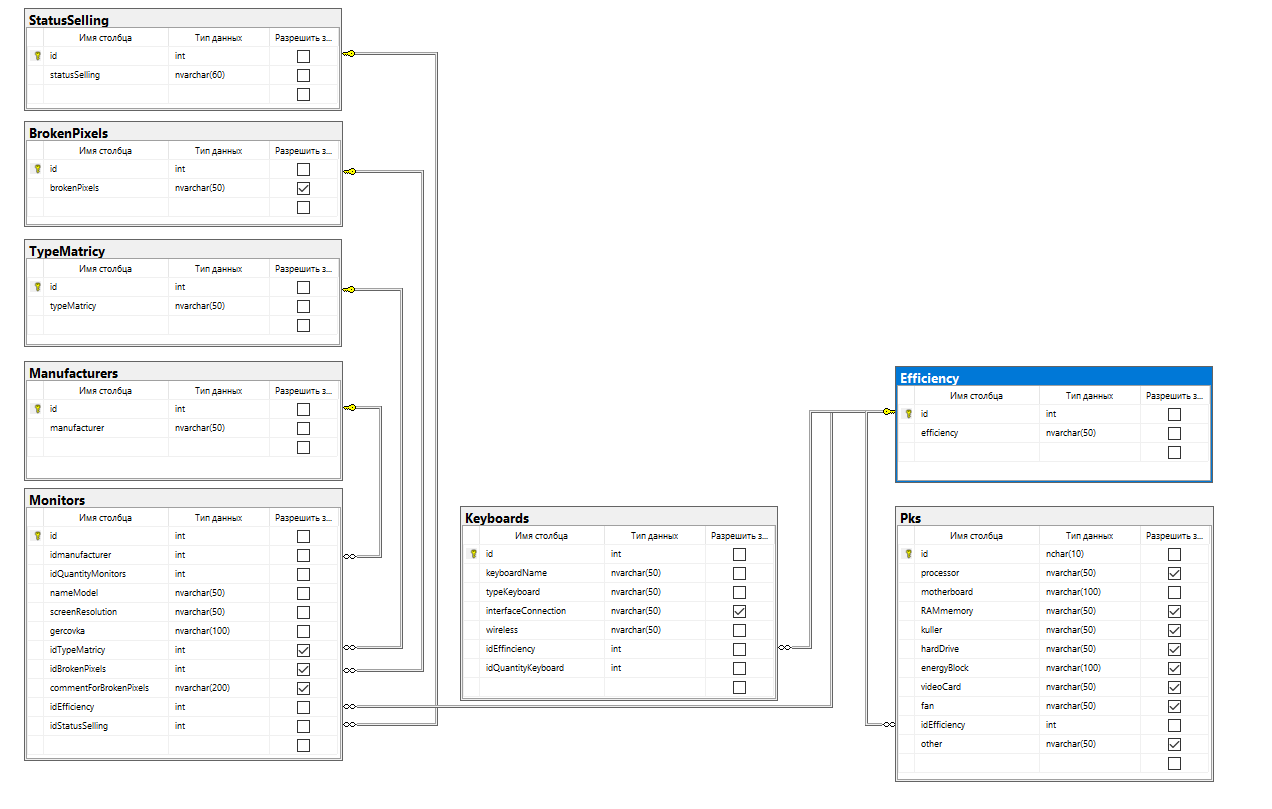 StatusSelling
Имя столбца Тип данных Разрешить з...
id int
statusSelling nvarchar(60)
BrokenPixels
Имя столбца Тип данных Разрешить з...
id int
brokenPixels nvarchar(50)
TypeMatricy
Имя столбца Тип данных Разрешить з...
id int
typeMatricy nvarchar(50)
Manufacturers
Имя столбца Тип данных Разрешить з...
id int
manufacturer nvarchar(50)
Monitors
Имя столбца Тип данных Разрешить з...
id int
idmanufacturer int
idQuantityMonitors int
nameModel nvarchar(50)
screenResolution nvarchar(50)
gercovka nvarchar(100)
idTypeMatricy int
idBrokenPixels int
commentForBrokenPixels nvarchar(200)
idEfficiency int
idStatusSelling int
Keyboards
Имя столбца Тип данных Разрешить з...
id int
keyboardName nvarchar(50)
typeKeyboard nvarchar(50)
interfaceConnection nvarchar(50)
wireless nvarchar(50)
idEffinciency int
idQuantityKeyboard int
Efficiency
Имя столбца Тип данных Разрешить з...
id int
efficiency nvarchar(50)
Pks
Имя столбца Тип данных Разрешить з...
id nchar(10)
processor nvarchar(50)
motherboard nvarchar(100)
RAMmemory nvarchar(50)
kuller nvarchar(50)
hardDrive nvarchar(50)
energyBlock nvarchar(100)
videoCard nvarchar(50)
fan nvarchar(50)
idEfficiency int
other nvarchar(50)